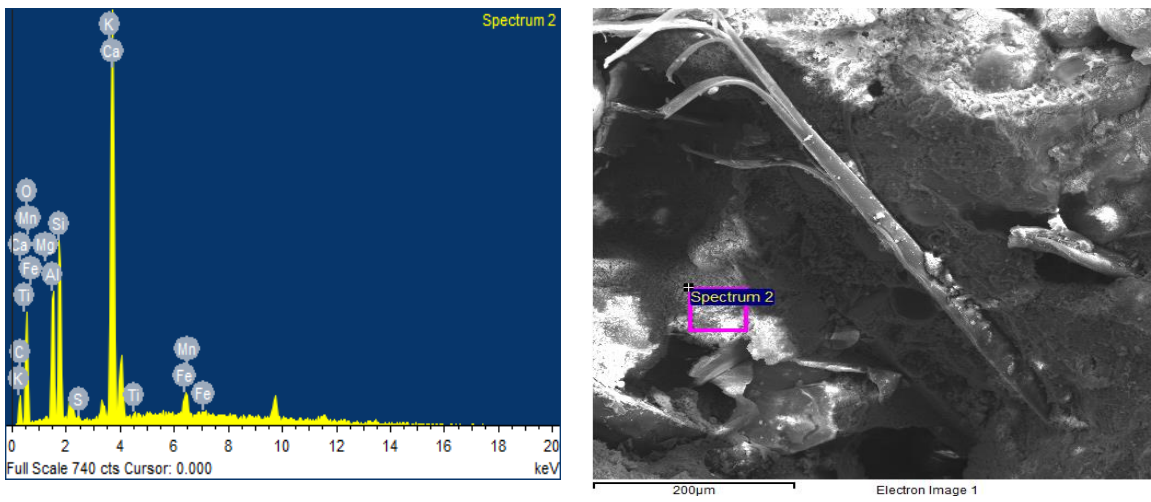 Spectrum 2
K
Ca
O
Mn
Ca Mg Si
Fe
Ti Al
C
K S Ti
Mn
Fe Fe
0 2 4 6 8 10 12 14 16 18 20
Full Scale 740 cts Cursor: 0.000 keV
Spectrum 2
200µm Electron Image 1